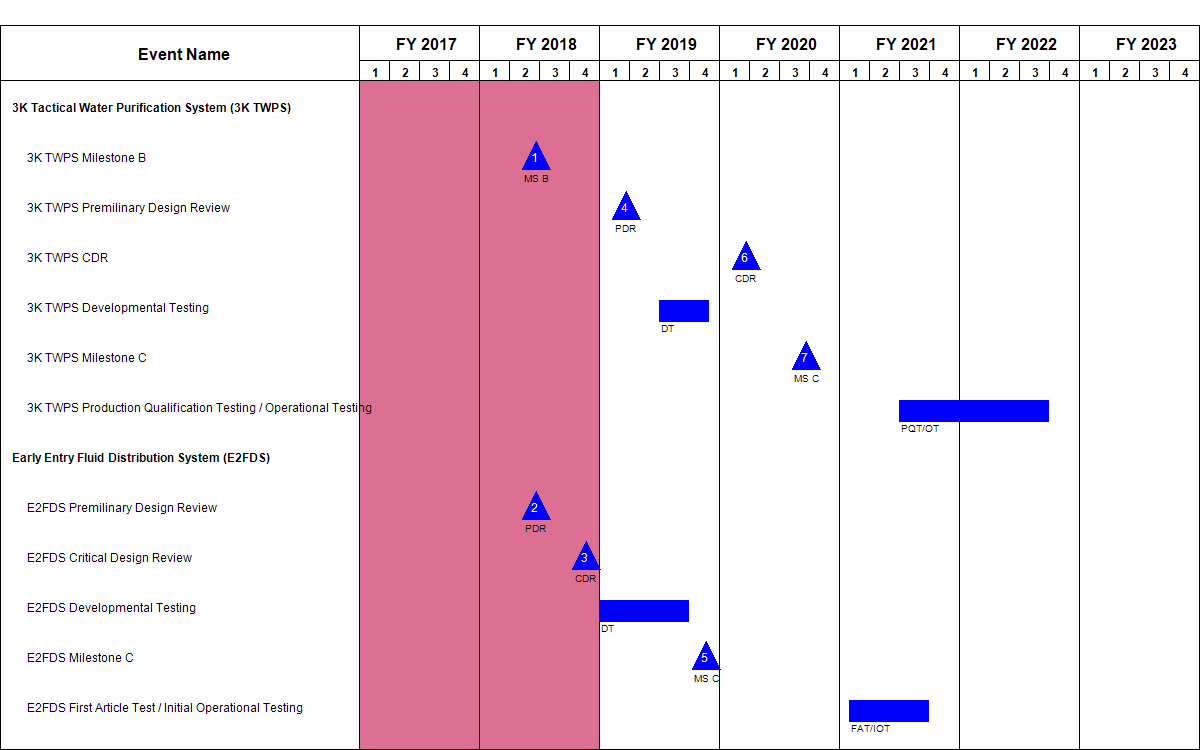 Event Name FY 2017 FY 2018 FY 2019 FY 2020 FY 2021 FY 2022 FY 2023
1 2 3 4 1 2 3 4 1 2 3 4 1 2 3 4 1 2 3 4 1 2 3 4 1 2 3 4
3K Tactical Water Purification System (3K TWPS)
3K TWPS Milestone B 1
MS B
3K TWPS Premilinary Design Review 4
PDR
3K TWPS CDR 6
CDR
3K TWPS Developmental Testing
DT
3K TWPS Milestone C 7
MS C
3K TWPS Production Qualification Testing / Operational Testing
PQT/OT
Early Entry Fluid Distribution System (E2FDS)
E2FDS Premilinary Design Review 2
PDR
E2FDS Critical Design Review 3
CDR
E2FDS Developmental Testing
DT
E2FDS Milestone C 5
MS C
E2FDS First Article Test / Initial Operational Testing
FAT/IOT